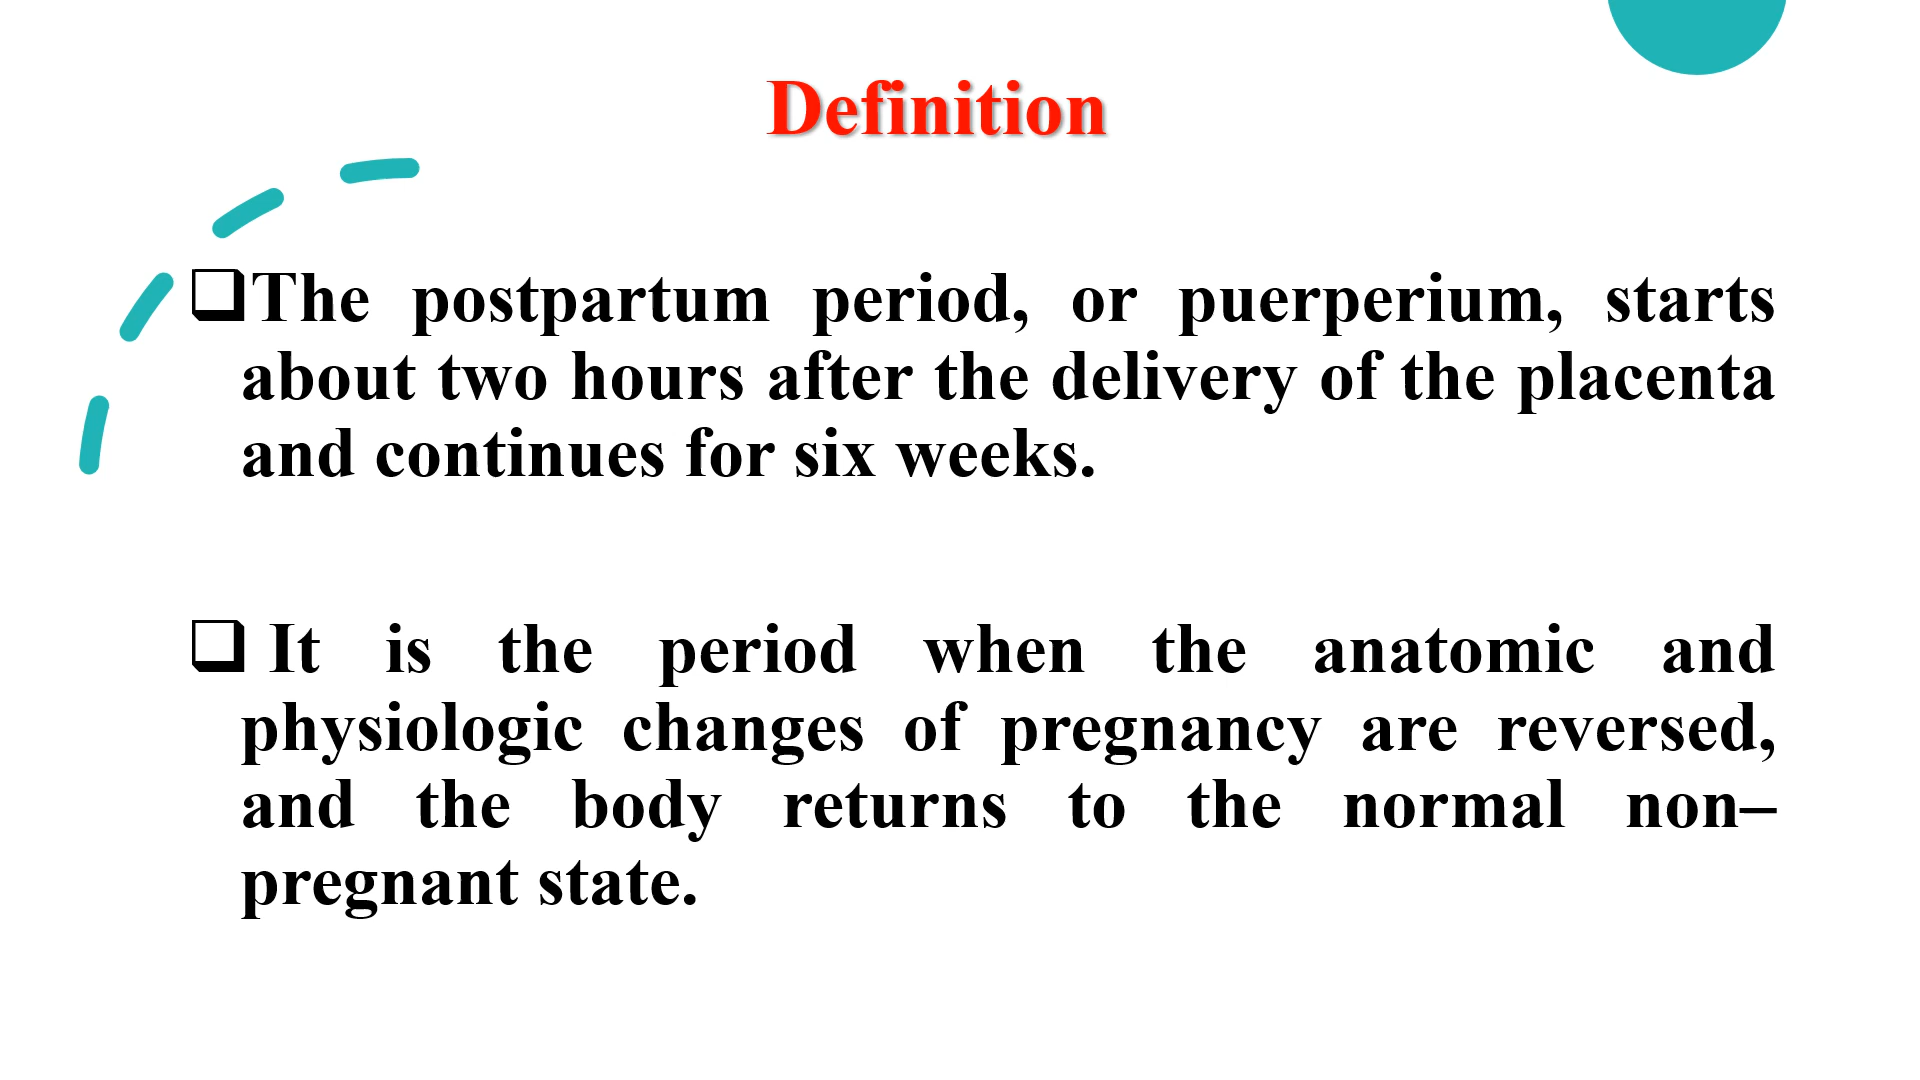 Definition
❑The postpartum period, or puerperium, starts
about two hours after the delivery of the placenta
and continues for six weeks.
❑ It is the period when the anatomic and
physiologic changes of pregnancy are reversed,
and the body returns to the normal non–
pregnant state.